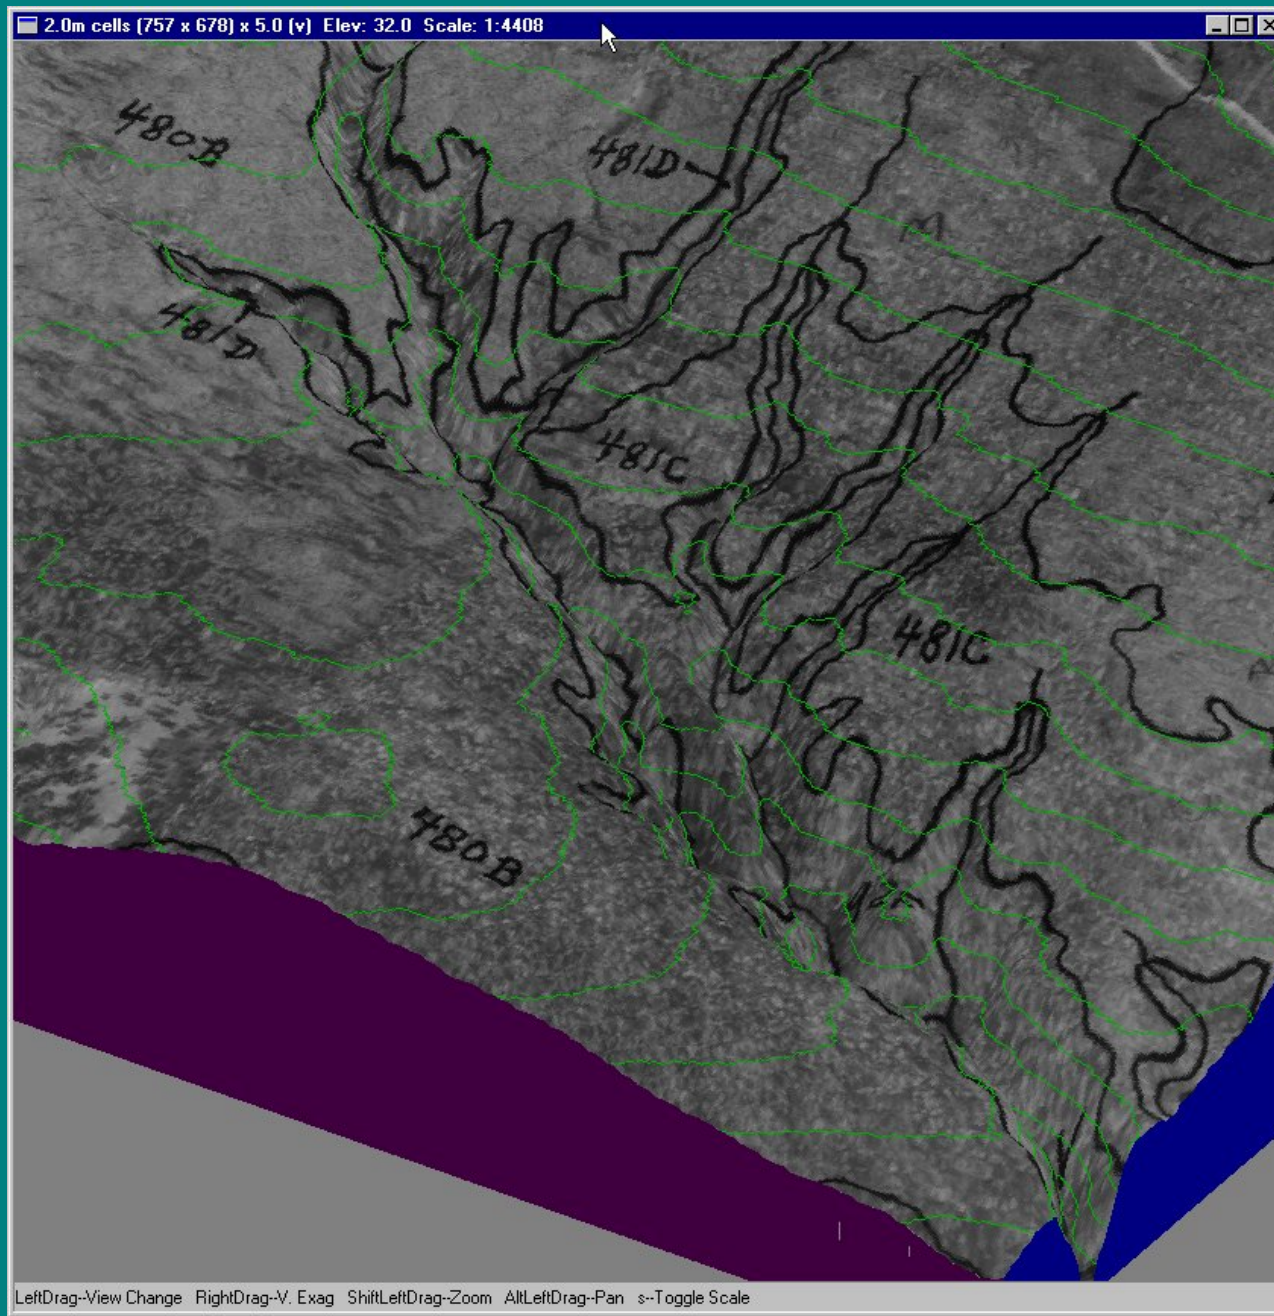 2.0m cells (757 x 678) x 5.0 (v) Elev: 32.0 Scale: 1:4408
480B
481D
M
481D
481C
481C
480B
LeftDrag--View Change RightDrag--V. Exag ShiftLeftDrag--Zoom AltLeftDrag--Pan s--Toggle Scale